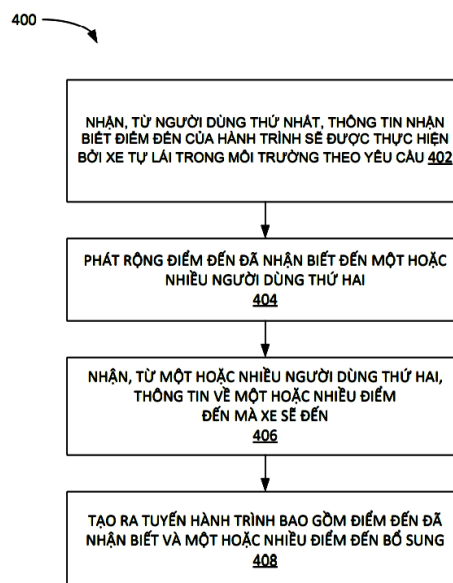 400
NHẬN, TỪ NGƯỜI DÙNG THỨ NHẤT, THÔNG TIN NHẬN
BIẾT ĐIỂM ĐẾN CỦA HÀNH TRÌNH SẼ ĐƯỢC THỰC HIỆN
BỞI XE TỰ LÁI TRONG MÔI TRƯỜNG THEO YÊU CẦU 402
PHÁT RỘNG ĐIỂM ĐẾN ĐÃ NHẬN BIẾT ĐẾN MỘT HOẶC
NHIỀU NGƯỜI DÙNG THỨ HAI
404
NHẬN, TỪ MỘT HOẶC NHIỀU NGƯỜI DÙNG THỨ HAI,
THÔNG TIN VỀ MỘT HOẶC NHIỀU ĐIỂM
ĐẾN MÀ XE SẼ ĐẾN
406
TẠO RA TUYẾN HÀNH TRÌNH BAO GỒM ĐIỂM ĐẾN ĐÃ
NHẬN BIẾT VÀ MỘT HOẶC NHIỀU ĐIỂM ĐẾN BỔ SUNG
408